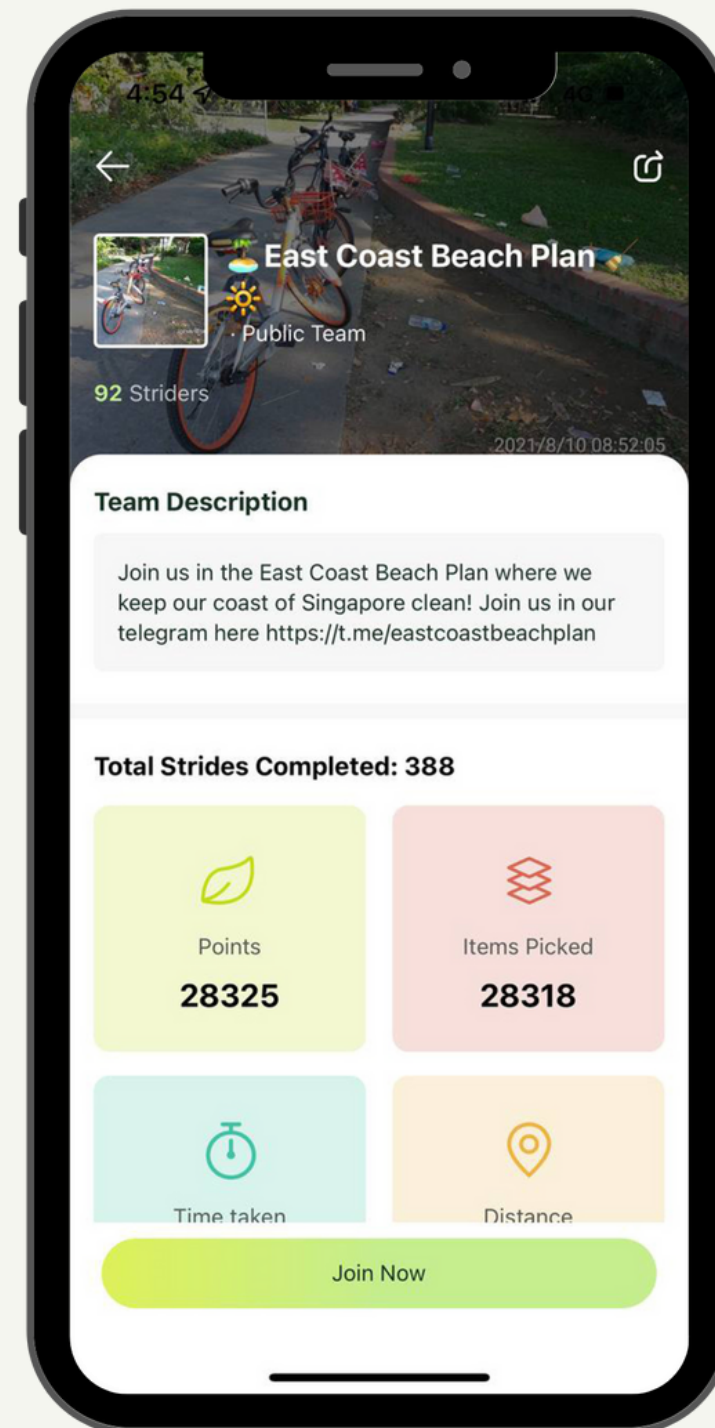 4:54
4G
🏝️East Coast Beach Plan
🔆
· Public Team
92 Striders
2021/8/10 08:52:05
Team Description
Join us in the East Coast Beach Plan where we
keep our coast of Singapore clean! Join us in our
telegram here https://t.me/eastcoastbeachplan
Total Strides Completed: 388
Points
28325
Items Picked
28318
Time taken
Distance
Join Now